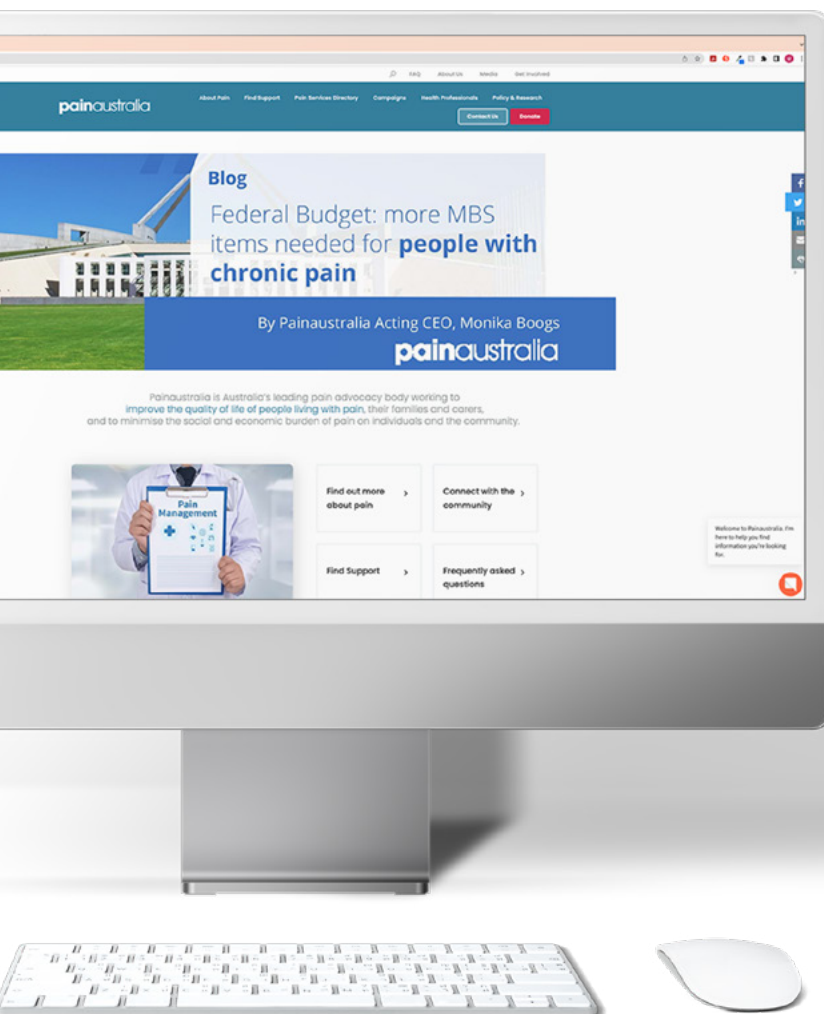 FAQ About Us Media Get Involved
painaustralia
About Pain Find Support Pain Services Directory Campaigns Health Professionals Policy & Research
Contact Us Donate
Blog
Federal Budget: more MBS
items needed for people with
chronic pain
By Painaustralia Acting CEO, Monika Boogs
painaustralia
Painaustralia is Australia's leading pain advocacy body working to
improve the quality of life of people living with pain, their families and carers,
and to minimise the social and economic burden of pain on individuals and the community.
Pain
Management
Find out more
about pain
Connect with the
community
Find Support
Frequently asked
questions
Welcome to Painaustralia. I'm
here to help you find
information you're looking
for.
f
in